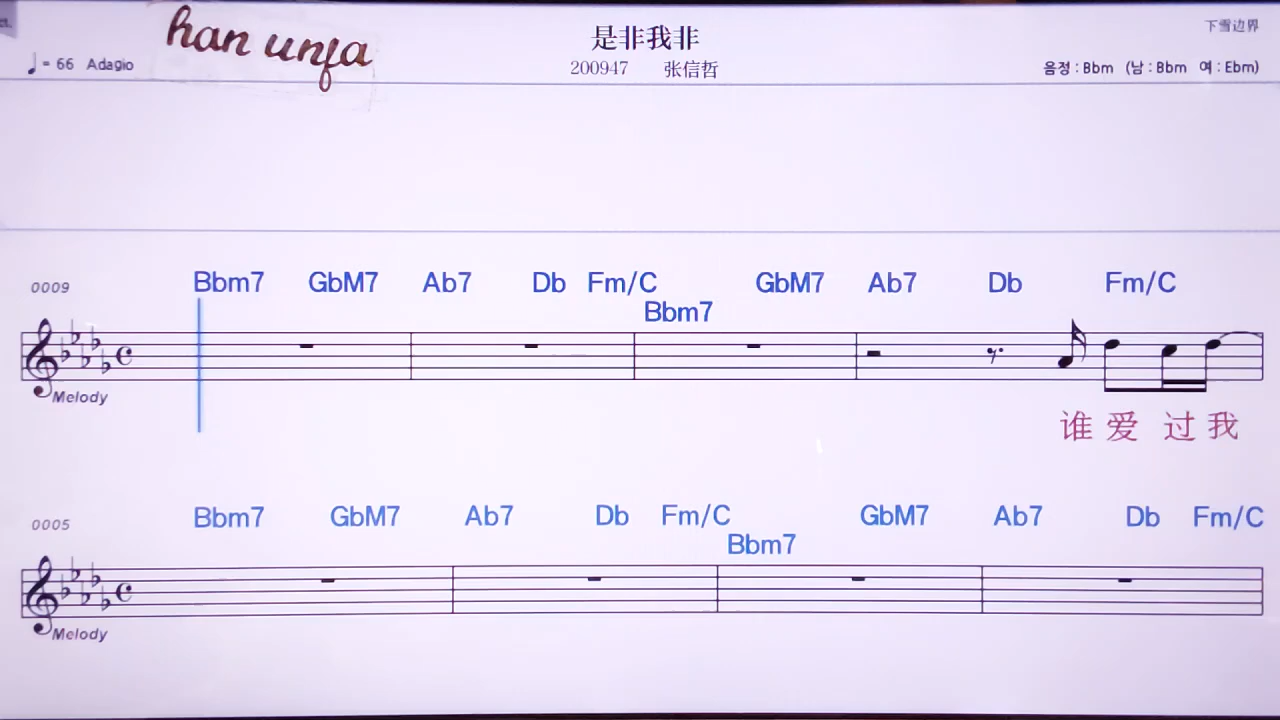 han unfa
是非我非
下雪边界
= 66 Adagio
200947 张信哲
음정 : Bbm (남 : Bbm 여 : Ebm)
0009 Bbm7 GbM7 Ab7 Db Fm/C Bbm7 GbM7 Ab7 Db Fm/C
Melody
谁 爱 过 我
0005 Bbm7 GbM7 Ab7 Db Fm/C Bbm7 GbM7 Ab7 Db Fm/C
Melody